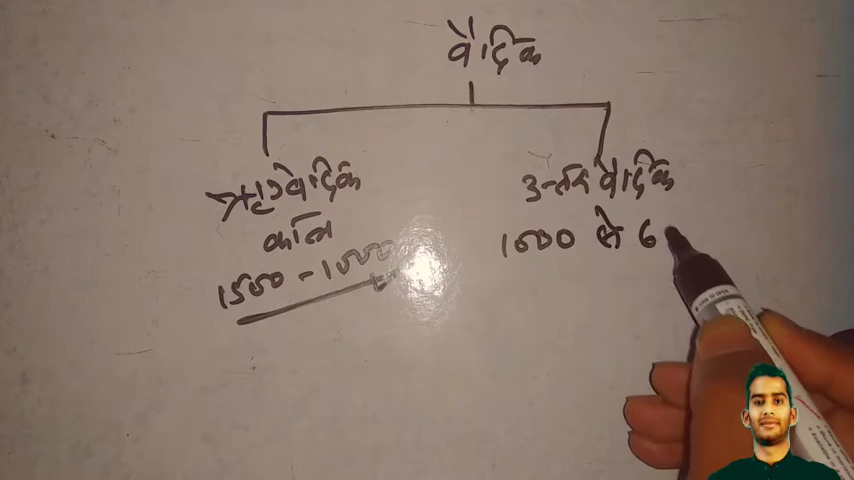 वैदिक
ऋग्वैदिक
काल
1500 - 1000
उत्तर वैदिक
1000 से 6